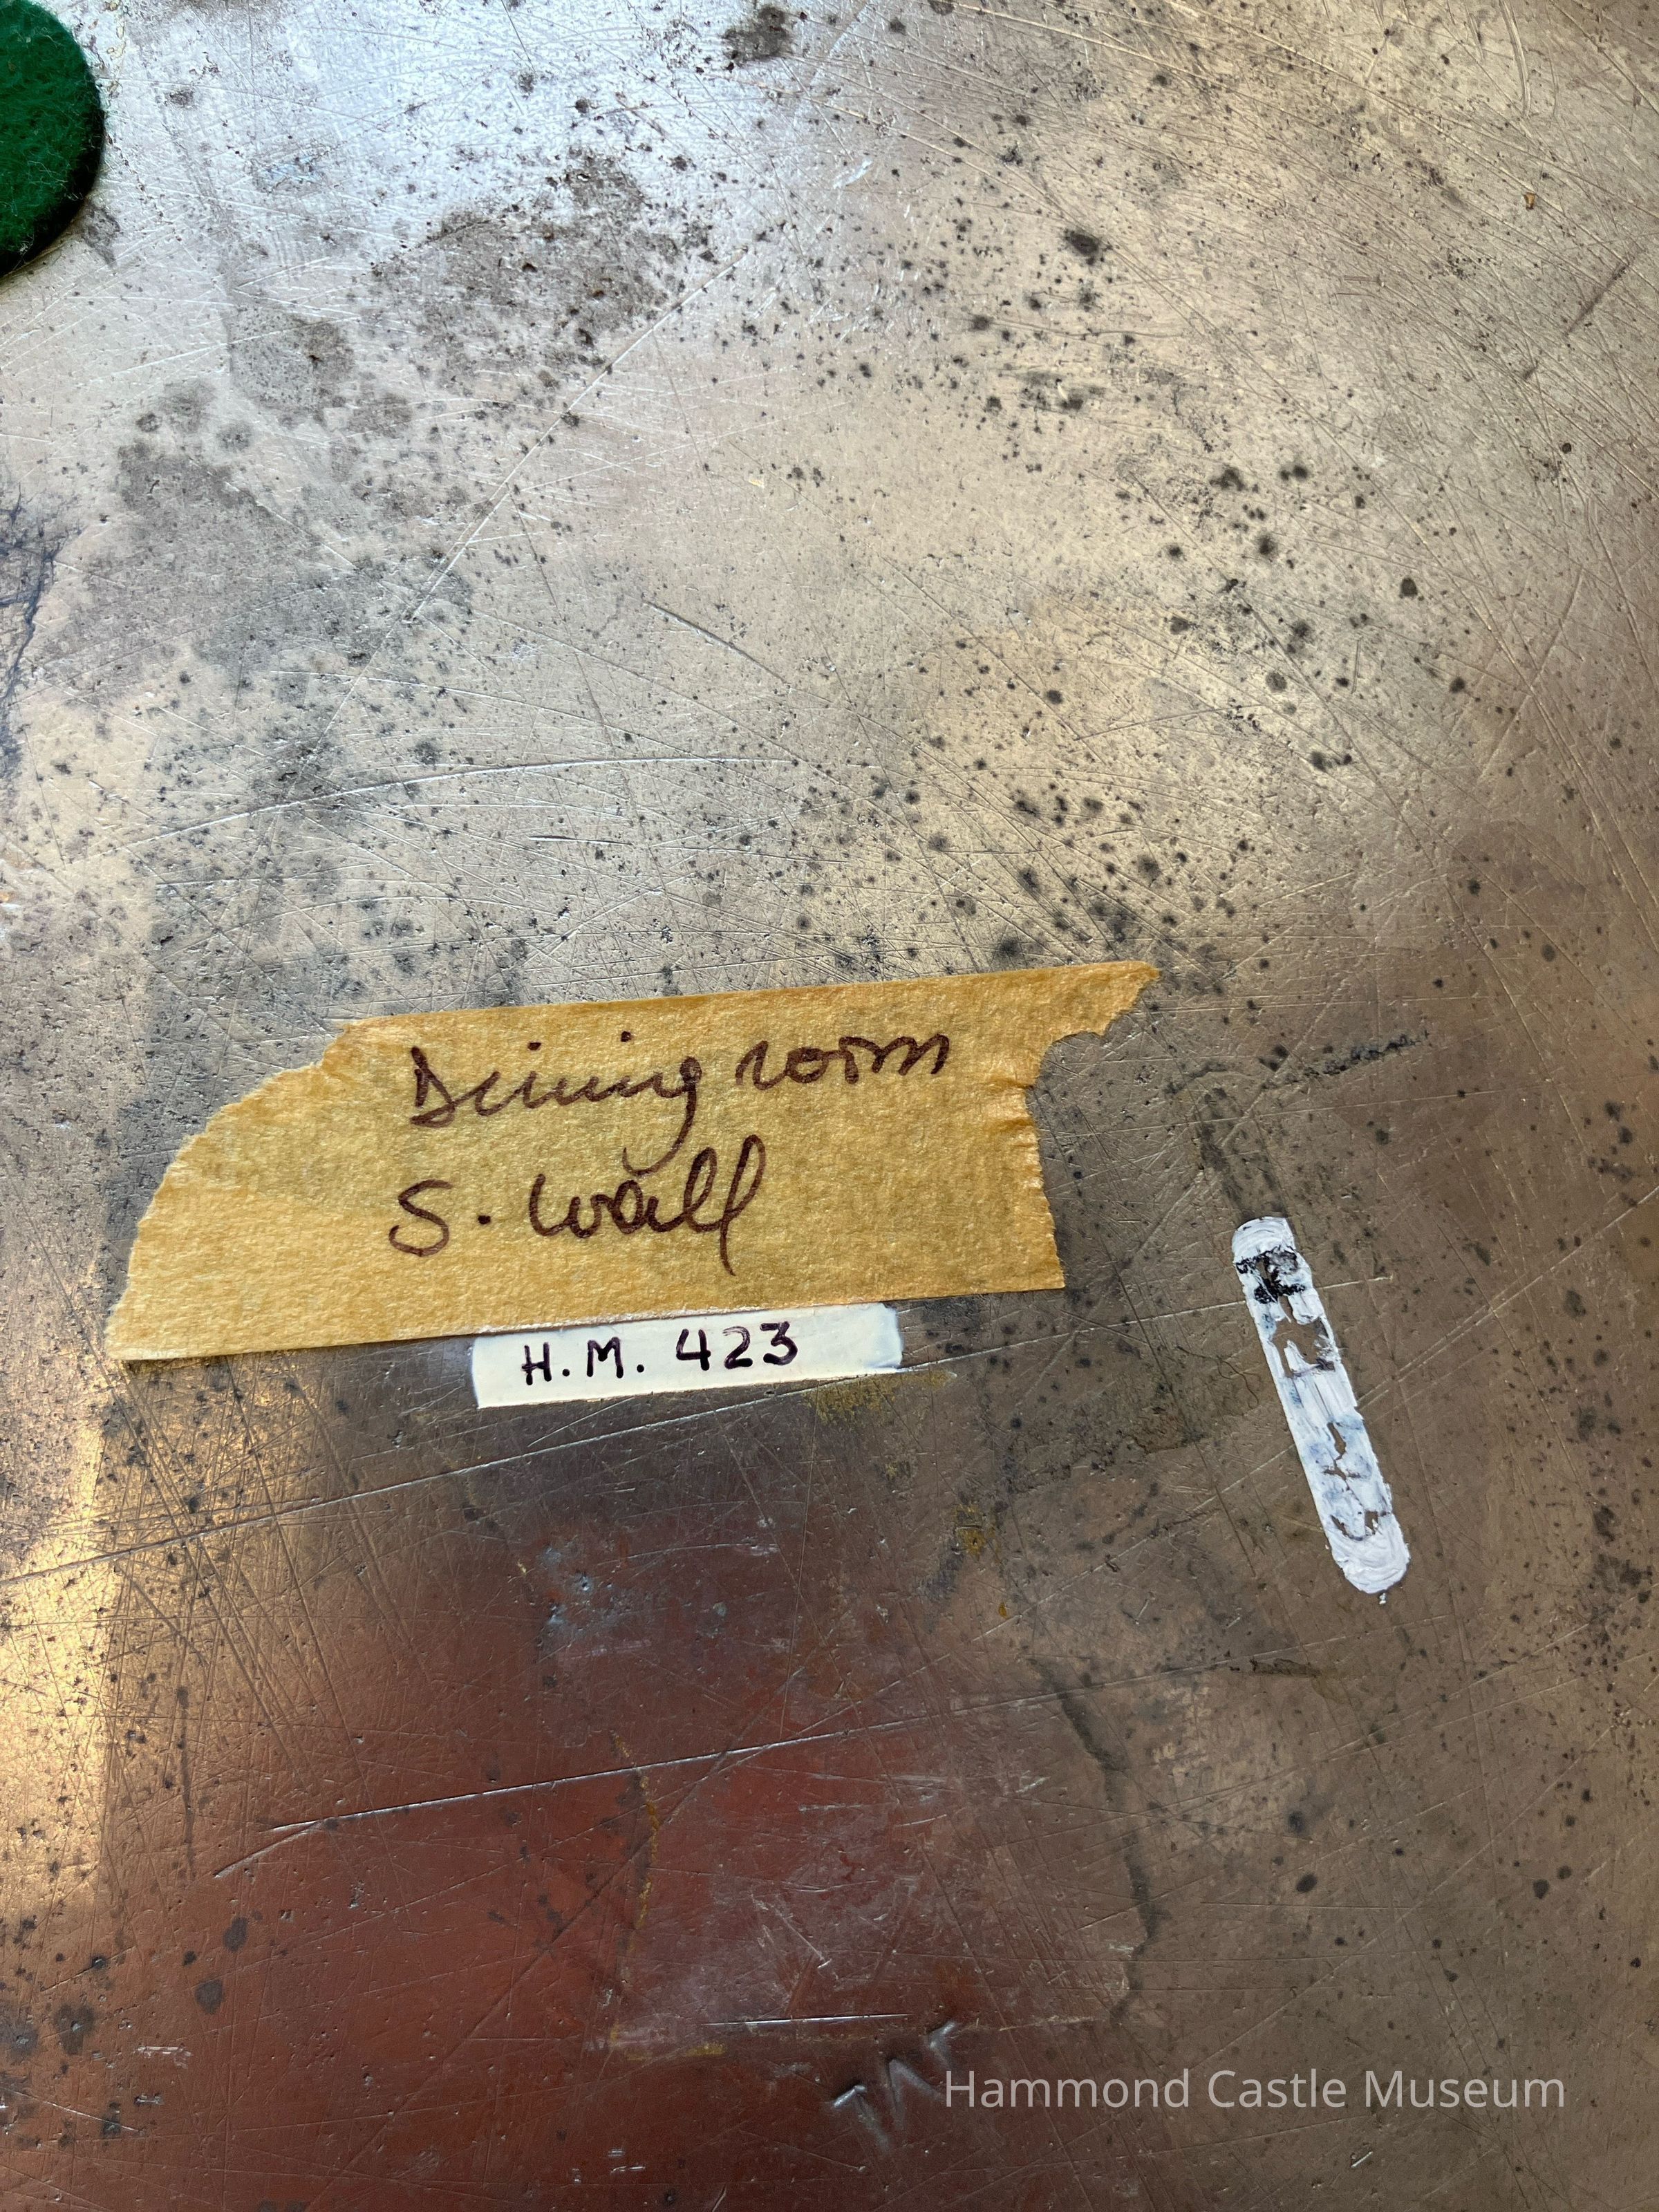 Dining room
S. Wall
H.M. 423
Hammond Castle Museum